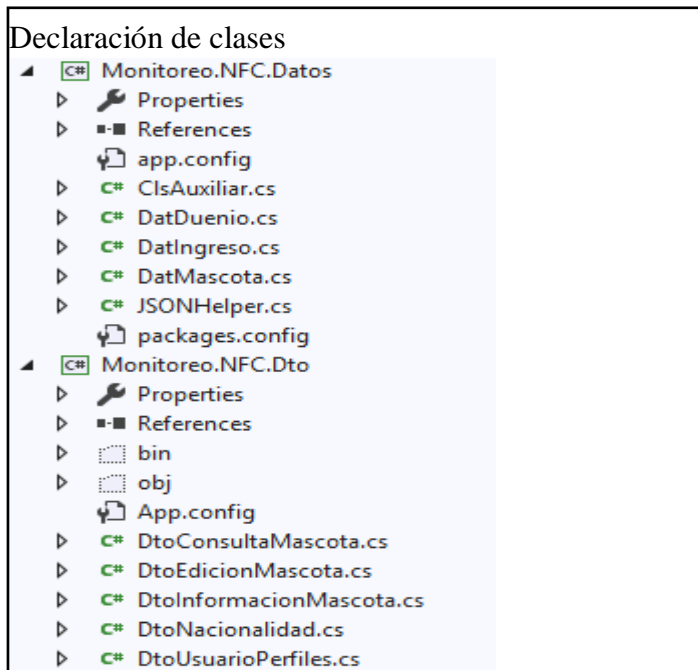 Declaración de clases
C# Monitoreo.NFC.Datos
Properties
References
app.config
C# ClsAuxiliar.cs
C# DatDuenio.cs
C# DatIngreso.cs
C# DatMascota.cs
C# JSONHelper.cs
packages.config
C# Monitoreo.NFC.Dto
Properties
References
bin
obj
App.config
C# DtoConsultaMascota.cs
C# DtoEdicionMascota.cs
C# DtoInformacionMascota.cs
C# DtoNacionalidad.cs
C# DtoUsuarioPerfiles.cs